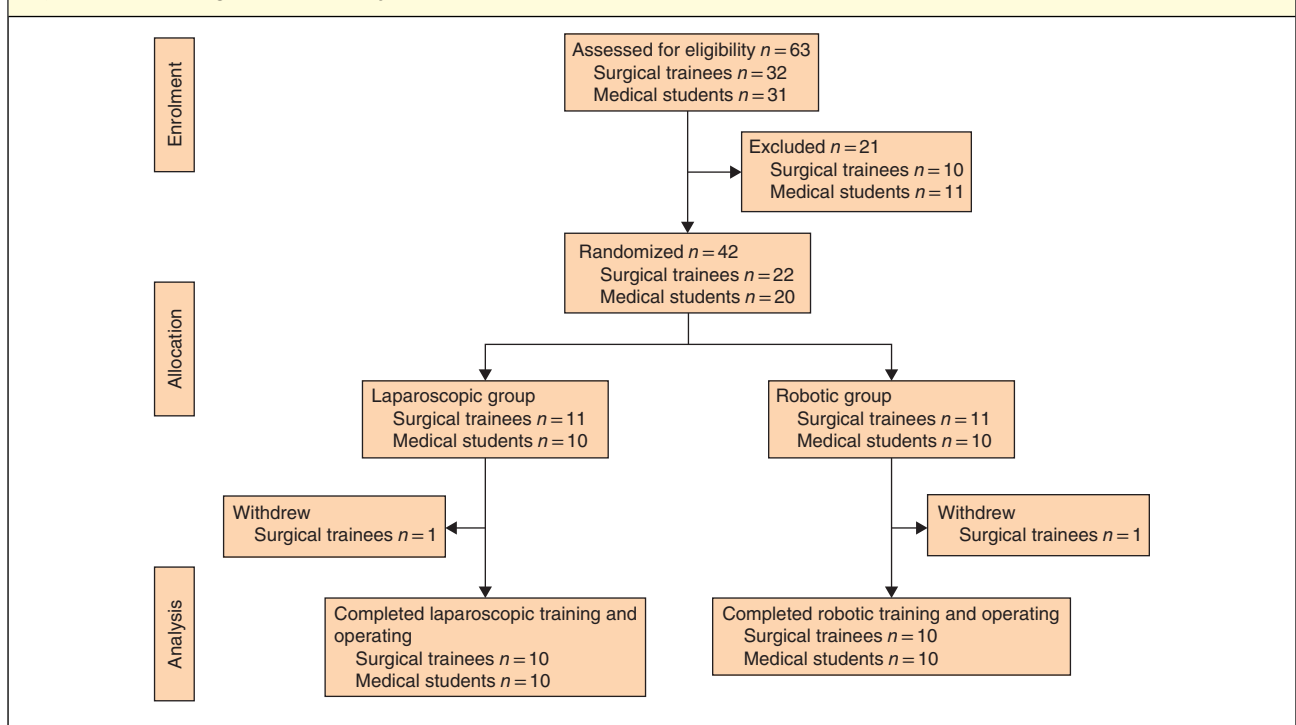 Enrolment
Assessed for eligibility n = 63
Surgical trainees n = 32
Medical students n = 31
Excluded n = 21
Surgical trainees n = 10
Medical students n = 11
Randomized n = 42
Surgical trainees n = 22
Medical students n = 20
Allocation
Laparoscopic group
Surgical trainees n = 11
Medical students n = 10
Robotic group
Surgical trainees n = 11
Medical students n = 10
Withdrew
Surgical trainees n = 1
Withdrew
Surgical trainees n = 1
Analysis
Completed laparoscopic training and
operating
Surgical trainees n = 10
Medical students n = 10
Completed robotic training and operating
Surgical trainees n = 10
Medical students n = 10